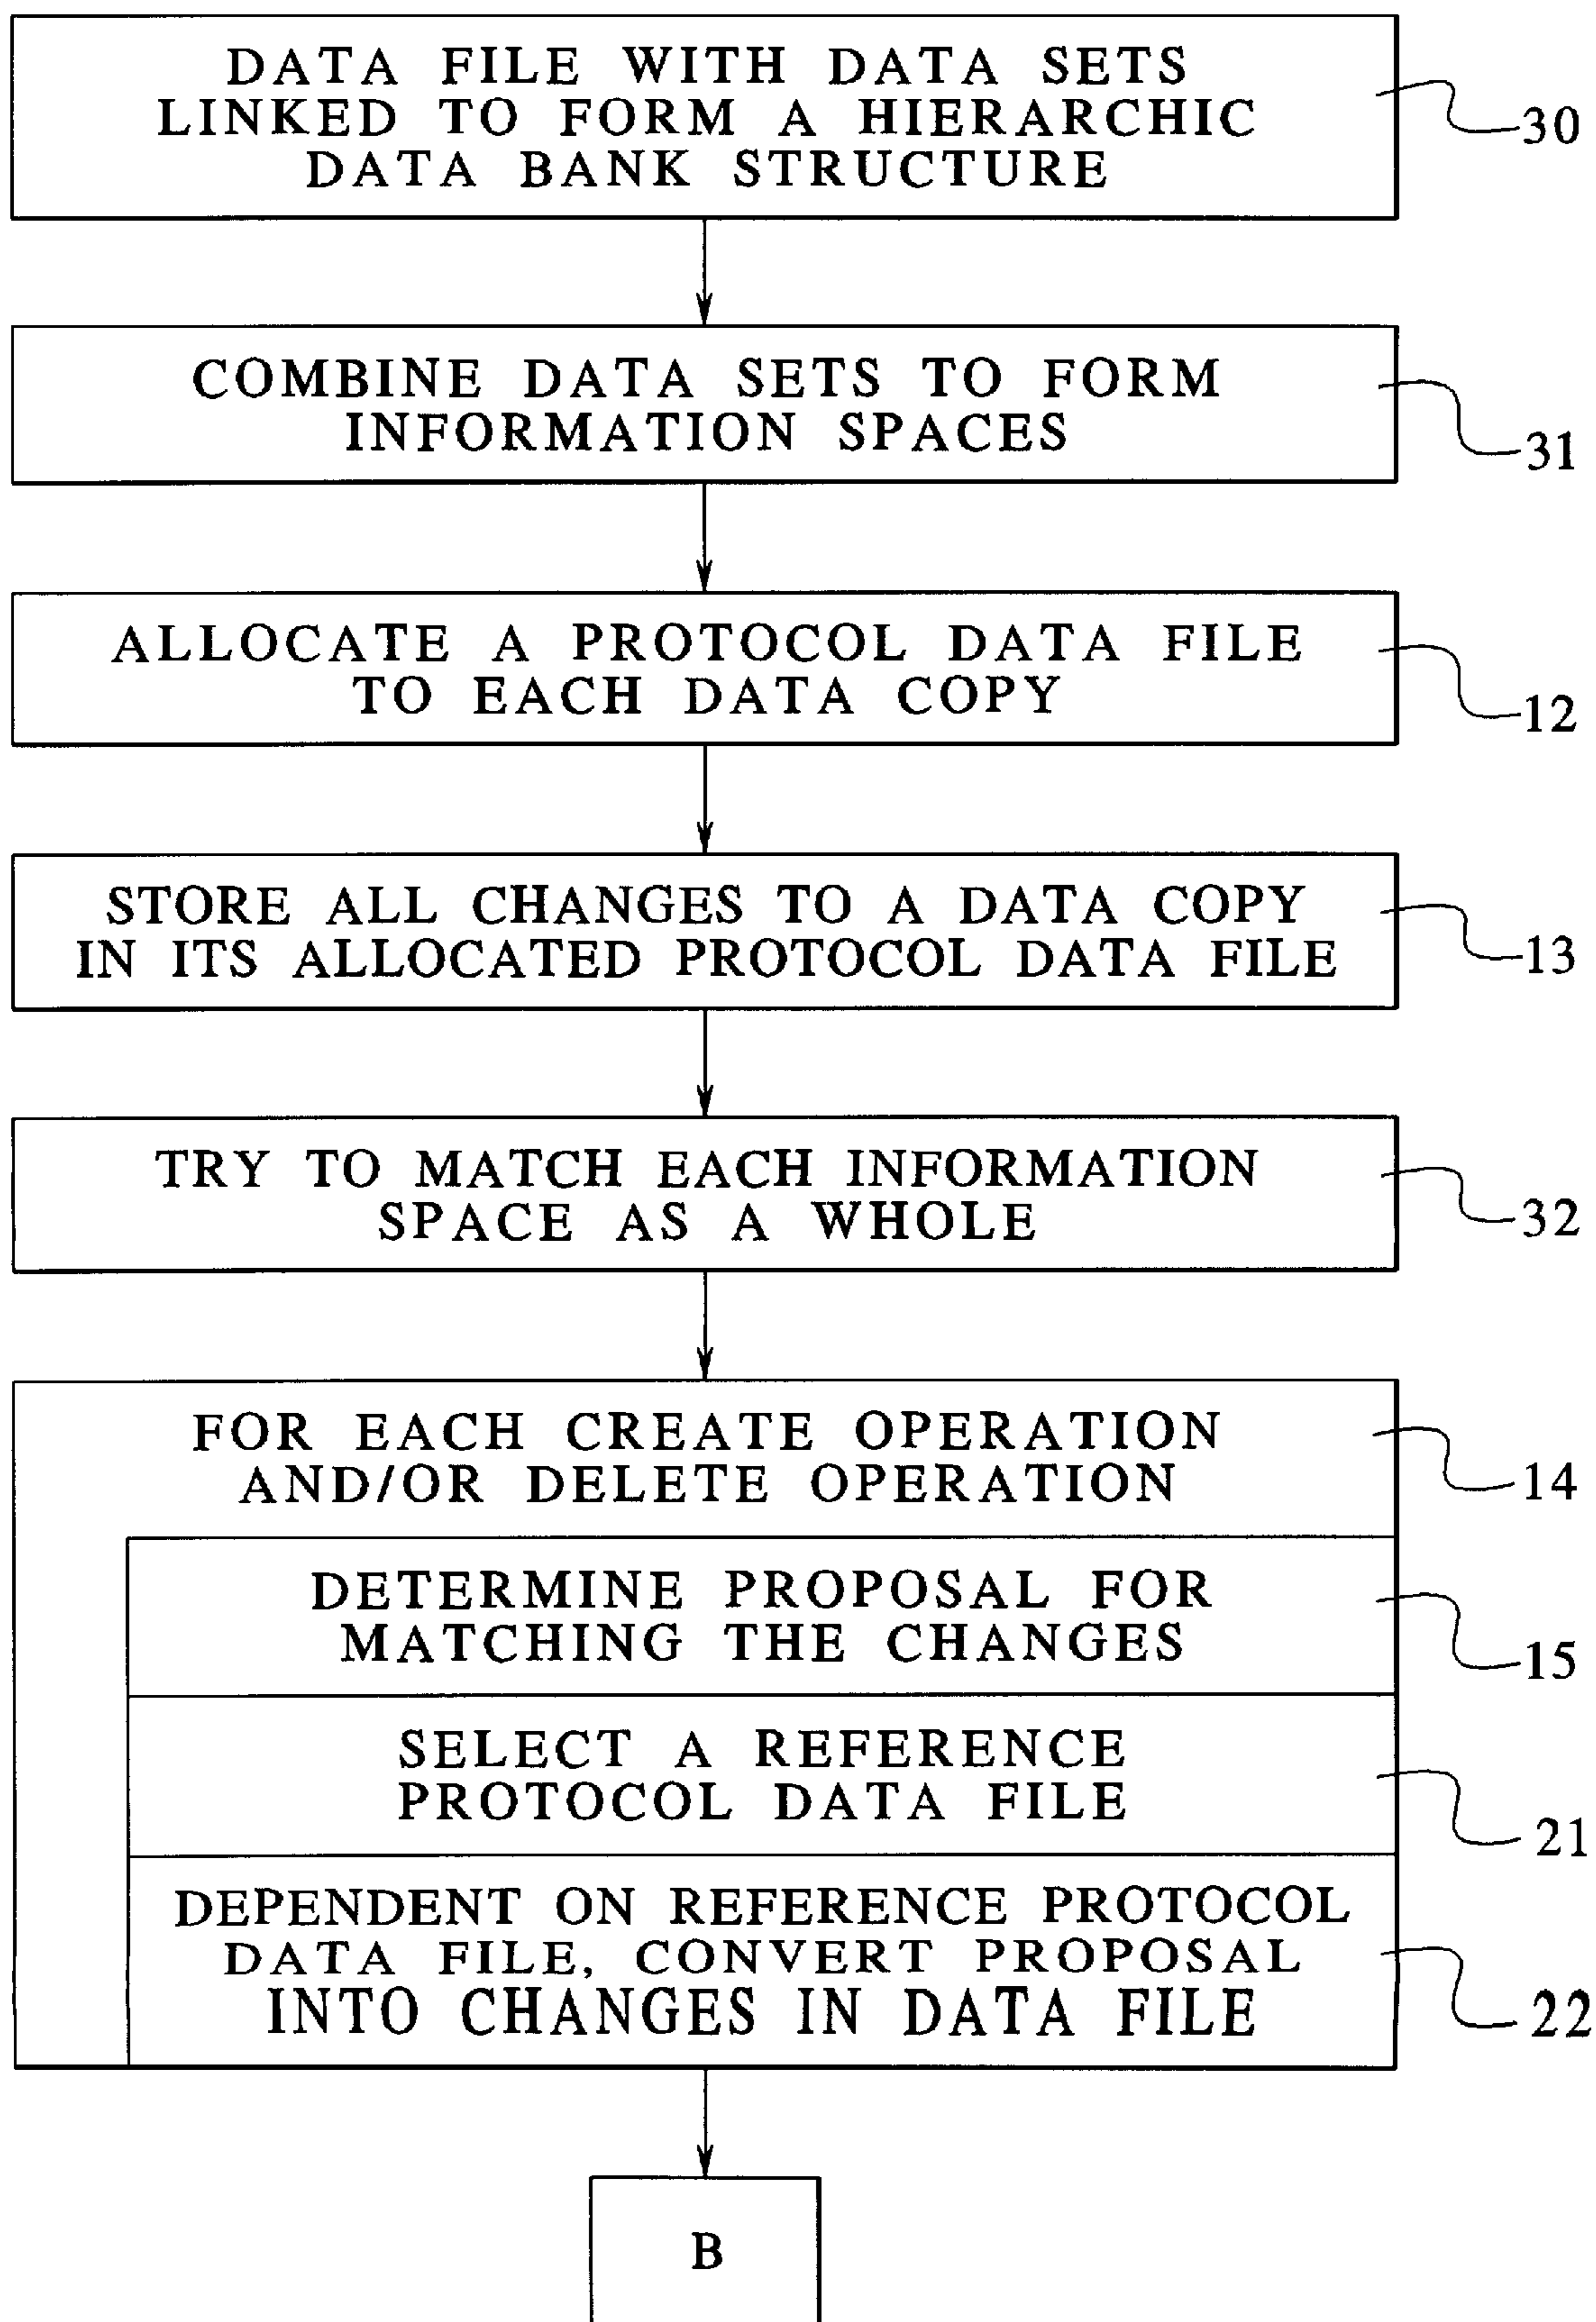 DATA FILE WITH DATA SETS
LINKED TO FORM A HIERARCHIC
DATA BANK STRUCTURE
30
COMBINE DATA SETS TO FORM
INFORMATION SPACES
31
ALLOCATE A PROTOCOL DATA FILE
TO EACH DATA COPY
12
STORE ALL CHANGES TO A DATA COPY
IN ITS ALLOCATED PROTOCOL DATA FILE
13
TRY TO MATCH EACH INFORMATION
SPACE AS A WHOLE
32
FOR EACH CREATE OPERATION
AND/OR DELETE OPERATION
14
DETERMINE PROPOSAL FOR
MATCHING THE CHANGES
15
SELECT A REFERENCE
PROTOCOL DATA FILE
21
DEPENDENT ON REFERENCE PROTOCOL
DATA FILE, CONVERT PROPOSAL
INTO CHANGES IN DATA FILE
22
B